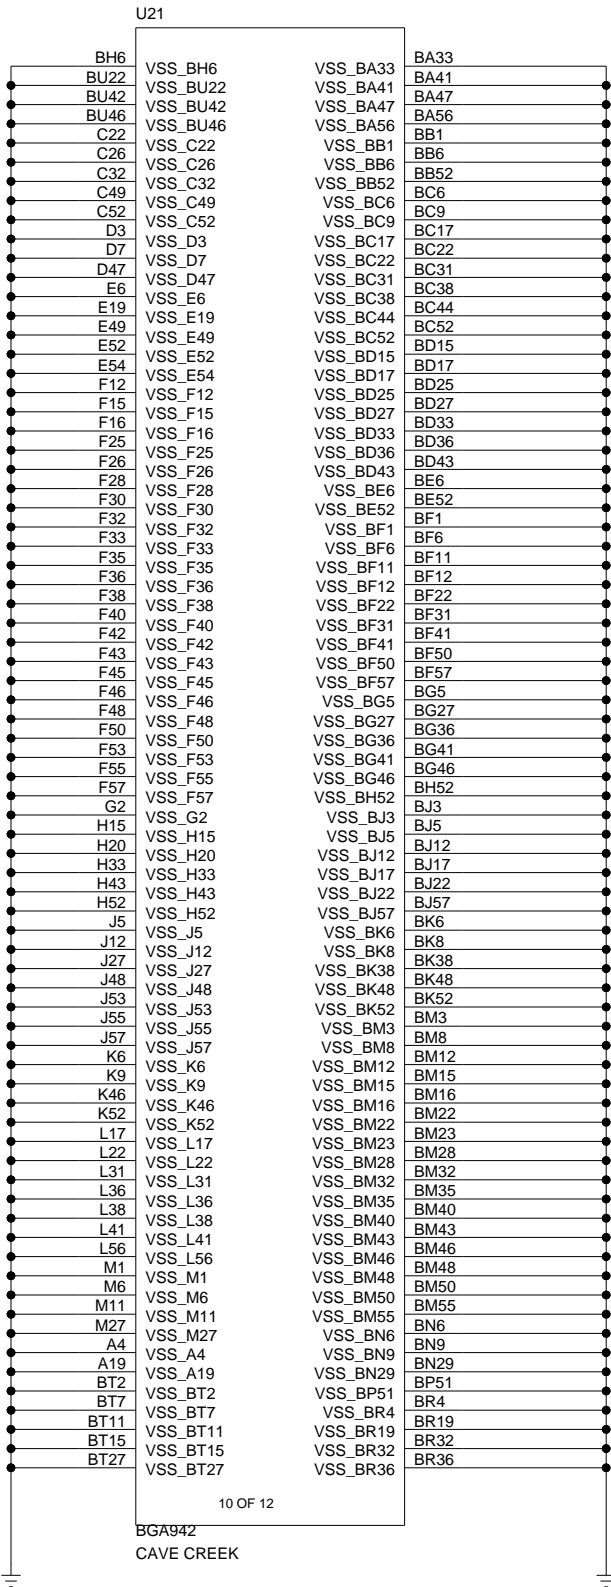 U21
BH6 VSS_BH6 VSS_BA33 BA33
BU22 VSS_BU22 VSS_BA41 BA41
BU42 VSS_BU42 VSS_BA47 BA47
BU46 VSS_BU46 VSS_BA56 BA56
C22 VSS_C22 VSS_BB1 BB1
C26 VSS_C26 VSS_BB6 BB6
C32 VSS_C32 VSS_BB52 BB52
C49 VSS_C49 VSS_BC6 BC6
C52 VSS_C52 VSS_BC9 BC9
D3 VSS_D3 VSS_BC17 BC17
D7 VSS_D7 VSS_BC22 BC22
D47 VSS_D47 VSS_BC31 BC31
E6 VSS_E6 VSS_BC38 BC38
E19 VSS_E19 VSS_BC44 BC44
E49 VSS_E49 VSS_BC52 BC52
E52 VSS_E52 VSS_BD15 BD15
E54 VSS_E54 VSS_BD17 BD17
F12 VSS_F12 VSS_BD25 BD25
F15 VSS_F15 VSS_BD27 BD27
F16 VSS_F16 VSS_BD33 BD33
F25 VSS_F25 VSS_BD36 BD36
F26 VSS_F26 VSS_BD43 BD43
F28 VSS_F28 VSS_BE6 BE6
F30 VSS_F30 VSS_BE52 BE52
F32 VSS_F32 VSS_BF1 BF1
F33 VSS_F33 VSS_BF6 BF6
F35 VSS_F35 VSS_BF11 BF11
F36 VSS_F36 VSS_BF12 BF12
F38 VSS_F38 VSS_BF22 BF22
F40 VSS_F40 VSS_BF31 BF31
F42 VSS_F42 VSS_BF41 BF41
F43 VSS_F43 VSS_BF50 BF50
F45 VSS_F45 VSS_BF57 BF57
F46 VSS_F46 VSS_BG5 BG5
F48 VSS_F48 VSS_BG27 BG27
F50 VSS_F50 VSS_BG36 BG36
F53 VSS_F53 VSS_BG41 BG41
F55 VSS_F55 VSS_BG46 BG46
F57 VSS_F57 VSS_BH52 BH52
G2 VSS_G2 VSS_BJ3 BJ3
H15 VSS_H15 VSS_BJ5 BJ5
H20 VSS_H20 VSS_BJ12 BJ12
H33 VSS_H33 VSS_BJ17 BJ17
H43 VSS_H43 VSS_BJ22 BJ22
H52 VSS_H52 VSS_BJ57 BJ57
J5 VSS_J5 VSS_BK6 BK6
J12 VSS_J12 VSS_BK8 BK8
J27 VSS_J27 VSS_BK38 BK38
J48 VSS_J48 VSS_BK48 BK48
J53 VSS_J53 VSS_BK52 BK52
J55 VSS_J55 VSS_BM3 BM3
J57 VSS_J57 VSS_BM8 BM8
K6 VSS_K6 VSS_BM12 BM12
K9 VSS_K9 VSS_BM15 BM15
K46 VSS_K46 VSS_BM16 BM16
K52 VSS_K52 VSS_BM22 BM22
L17 VSS_L17 VSS_BM23 BM23
L22 VSS_L22 VSS_BM28 BM28
L31 VSS_L31 VSS_BM32 BM32
L36 VSS_L36 VSS_BM35 BM35
L38 VSS_L38 VSS_BM40 BM40
L41 VSS_L41 VSS_BM43 BM43
L56 VSS_L56 VSS_BM46 BM46
M1 VSS_M1 VSS_BM48 BM48
M6 VSS_M6 VSS_BM50 BM50
M11 VSS_M11 VSS_BM55 BM55
M27 VSS_M27 VSS_BN6 BN6
A4 VSS_A4 VSS_BN9 BN9
A19 VSS_A19 VSS_BN29 BN29
BT2 VSS_BT2 VSS_BP51 BP51
BT7 VSS_BT7 VSS_BR4 BR4
BT11 VSS_BT11 VSS_BR19 BR19
BT15 VSS_BT15 VSS_BR32 BR32
BT27 VSS_BT27 VSS_BR36 BR36
10 OF 12
BGA942
CAVE CREEK